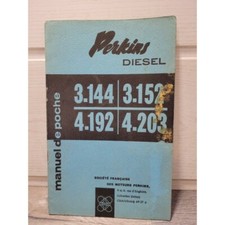 Perkins
DIESEL
3.144 3.152
4.192 4.203
manuel de poche
SOCIÉTÉ FRANÇAISE
DES MOTEURS PERKINS,